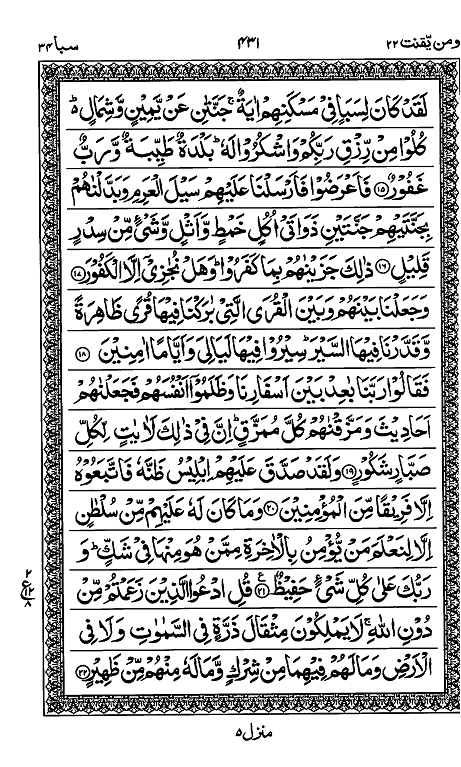 ومن یّقنت ۲۲
۴۳۱
سبا ۳۴
لَقَدْ كَانَ لِسَبَاٍ فِیْ مَسْكَنِهِمْ اٰیَةٌ ۚ جَنَّتٰنِ عَنْ یَّمِیْنٍ وَّشِمَالٍ ؕ۬
كُلُوْا مِنْ رِّزْقِ رَبِّكُمْ وَاشْكُرُوْا لَهٗ ؕ بَلْدَةٌ طَیِّبَةٌ وَّرَبٌّ
غَفُوْرٌ ﴿۱۵﴾ فَاَعْرَضُوْا فَاَرْسَلْنَا عَلَیْهِمْ سَیْلَ الْعَرِمِ وَبَدَّلْنٰهُمْ
بِجَنَّتَیْهِمْ جَنَّتَیْنِ ذَوَاتَیْ اُكُلٍ خَمْطٍ وَّاَثْلٍ وَّشَیْءٍ مِّنْ سِدْرٍ
قَلِیْلٍ ﴿۱۶﴾ ذٰلِكَ جَزَیْنٰهُمْ بِمَا كَفَرُوْا ؕ وَهَلْ نُجٰزِیْۤ اِلَّا الْكَفُوْرَ ﴿۱۷﴾
وَجَعَلْنَا بَیْنَهُمْ وَبَیْنَ الْقُرَی الَّتِیْ بٰرَكْنَا فِیْهَا قُرًی ظَاهِرَةً
وَّقَدَّرْنَا فِیْهَا السَّیْرَ ؕ سِیْرُوْا فِیْهَا لَیَالِیَ وَاَیَّامًا اٰمِنِیْنَ ﴿۱۸﴾
فَقَالُوْا رَبَّنَا بٰعِدْ بَیْنَ اَسْفَارِنَا وَظَلَمُوْۤا اَنْفُسَهُمْ فَجَعَلْنٰهُمْ
اَحَادِیْثَ وَمَزَّقْنٰهُمْ كُلَّ مُمَزَّقٍ ؕ اِنَّ فِیْ ذٰلِكَ لَاٰیٰتٍ لِّكُلِّ
صَبَّارٍ شَكُوْرٍ ﴿۱۹﴾ وَلَقَدْ صَدَّقَ عَلَیْهِمْ اِبْلِیْسُ ظَنَّهٗ فَاتَّبَعُوْهُ
اِلَّا فَرِیْقًا مِّنَ الْمُؤْمِنِیْنَ ﴿۲۰﴾ وَمَا كَانَ لَهٗ عَلَیْهِمْ مِّنْ سُلْطٰنٍ
اِلَّا لِنَعْلَمَ مَنْ یُّؤْمِنُ بِالْاٰخِرَةِ مِمَّنْ هُوَ مِنْهَا فِیْ شَكٍّ ؕ وَ
رَبُّكَ عَلٰی كُلِّ شَیْءٍ حَفِیْظٌ ﴿۲۱﴾ ع قُلِ ادْعُوا الَّذِیْنَ زَعَمْتُمْ مِّنْ
دُوْنِ اللّٰهِ ۚ لَا یَمْلِكُوْنَ مِثْقَالَ ذَرَّةٍ فِی السَّمٰوٰتِ وَلَا فِی
الْاَرْضِ وَمَا لَهُمْ فِیْهِمَا مِنْ شِرْكٍ وَّمَا لَهٗ مِنْهُمْ مِّنْ ظَهِیْرٍ ﴿۲۲﴾
۲
ع ۱۲
۸
منزل ۵